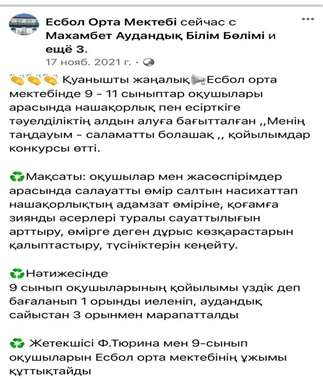 Есбол Орта Мектебі сейчас с
Махамбет Аудандық Білім Бөлімі и
ещё 3.
17 нояб. 2021 г. ·
👏👏👏 Қуанышты жаңалық📢Есбол орта
мектебінде 9 - 11 сыныптар оқушылары
арасында нашақорлық пен есірткіге
тәуелділіктің алдын алуға бағытталған ,,Менің
таңдауым - саламатты болашақ ,, қойылымдар
конкурсы өтті.
♻Мақсаты: оқушылар мен жасөспірімдер
арасында салауатты өмір салтын насихаттап
нашақорлықтың адамзат өміріне, қоғамға
зиянды әсерлері туралы сауаттылығын
арттыру, өмірге деген дұрыс көзқарастарын
қалыптастыру, түсініктерін кеңейту.
♻Нәтижесінде
9 сынып оқушыларының қойылымы үздік деп
бағаланып 1 орынды иеленіп, аудандық
сайыстан 3 орынмен марапатталды
♻ Жетекшісі Ф.Тюрина мен 9-сынып
оқушыларын Есбол орта мектебінің ұжымы
құттықтайды